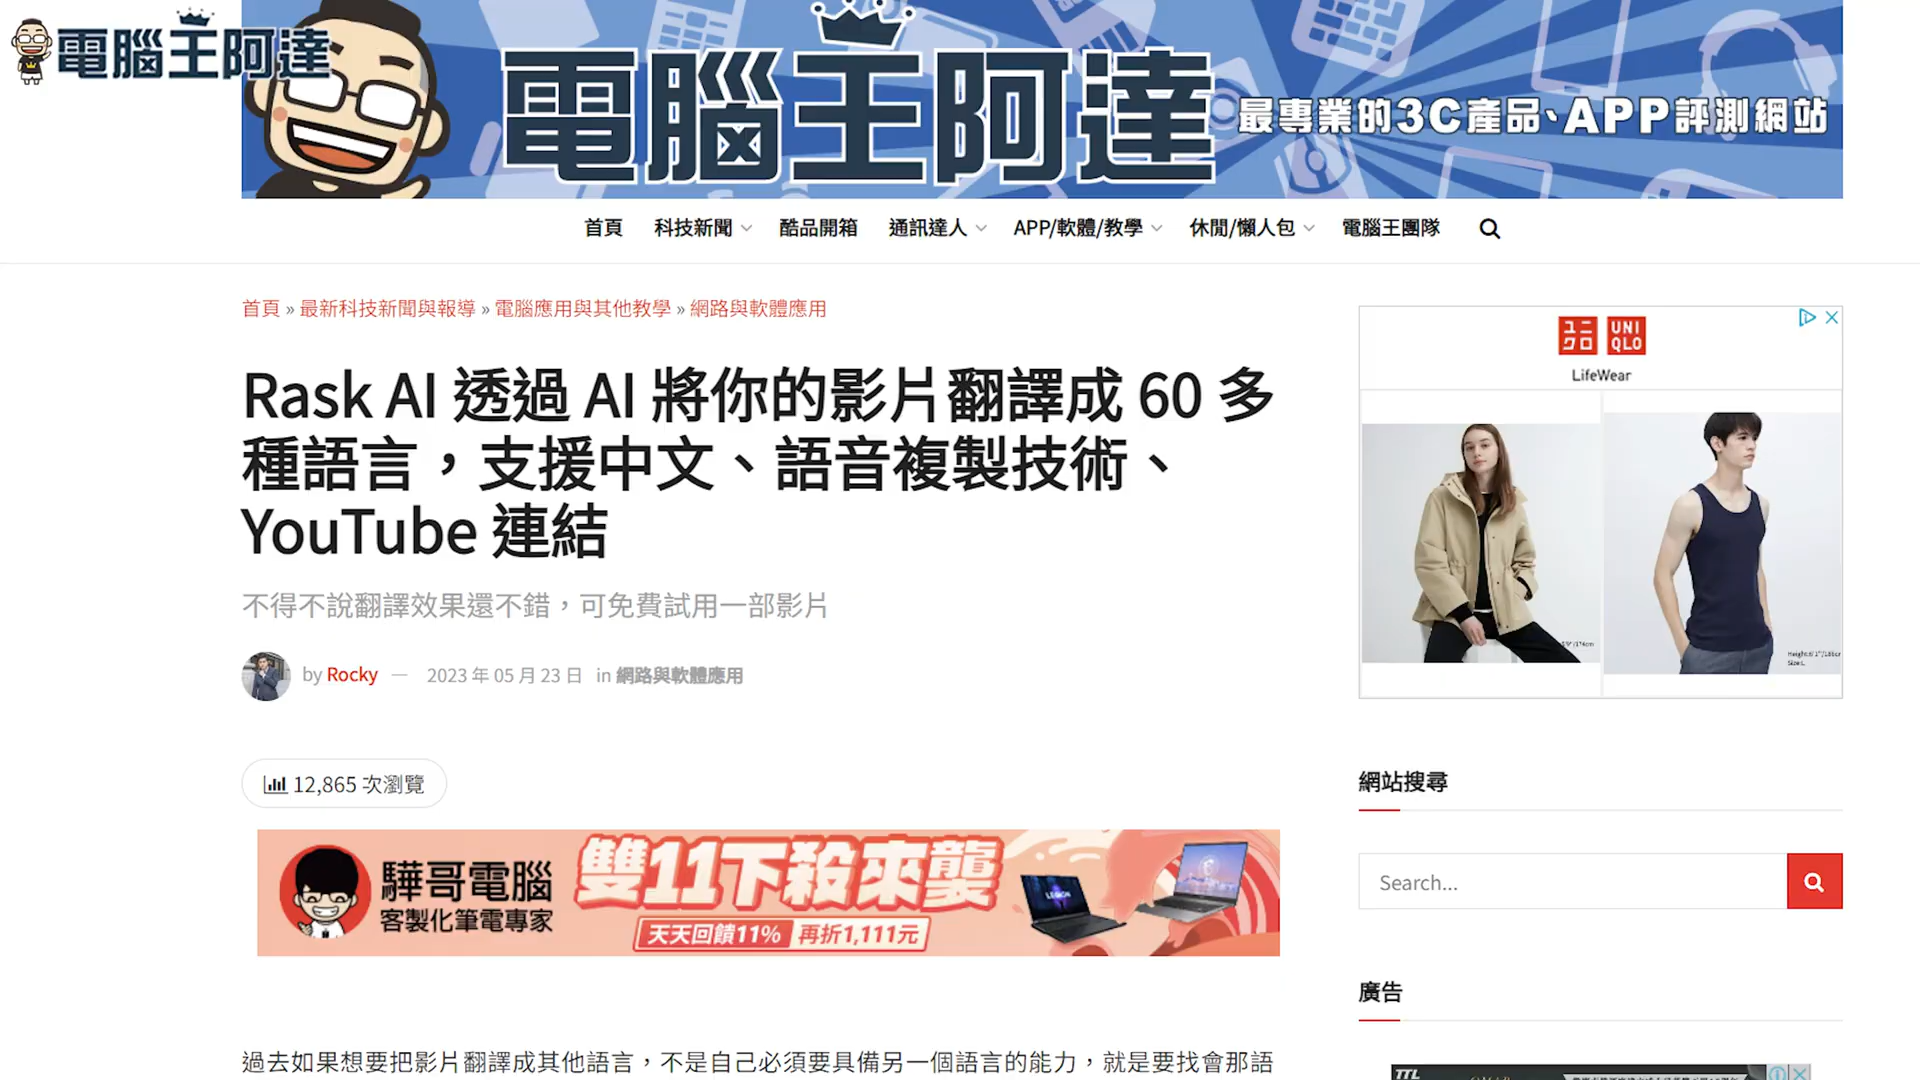 電腦王阿達
電腦王阿達
最專業的3C產品、APP評測網站
首頁 科技新聞 酷品開箱 通訊達人 APP/軟體/教學 休閒/懶人包 電腦王團隊
首頁 » 最新科技新聞與報導 » 電腦應用與其他教學 » 網路與軟體應用
Rask AI 透過 AI 將你的影片翻譯成 60 多
種語言，支援中文、語音複製技術、
YouTube 連結
不得不說翻譯效果還不錯，可免費試用一部影片
by Rocky — 2023 年 05 月 23 日 in 網路與軟體應用
12,865 次瀏覽
驊哥電腦
客製化筆電專家
雙11下殺來襲
天天回饋11% 再折1,111元
LEGION
過去如果想要把影片翻譯成其他語言，不是自己必須要具備另一個語言的能力，就是要找會那語
ユニクロ
UNIQLO
LifeWear
網站搜尋
Search...
廣告
TTL